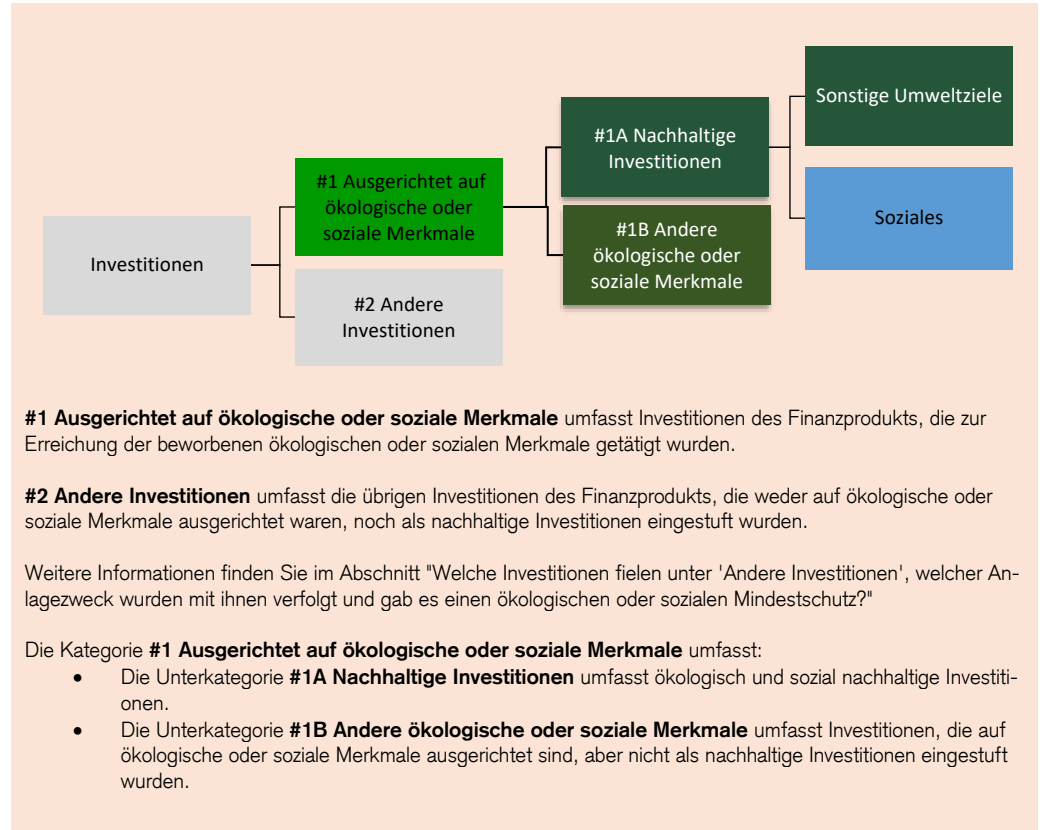 Sonstige Umweltziele
#1A Nachhaltige
Investitionen
#1 Ausgerichtet auf
ökologische oder
soziale Merkmale
Soziales
#1B Andere
ökologische oder
soziale Merkmale
Investitionen
#2 Andere
Investitionen
#1 Ausgerichtet auf ökologische oder soziale Merkmale umfasst Investitionen des Finanzprodukts, die zur
Erreichung der beworbenen ökologischen oder sozialen Merkmale getätigt wurden.
#2 Andere Investitionen umfasst die übrigen Investitionen des Finanzprodukts, die weder auf ökologische oder
soziale Merkmale ausgerichtet waren, noch als nachhaltige Investitionen eingestuft wurden.
Weitere Informationen finden Sie im Abschnitt "Welche Investitionen fielen unter 'Andere Investitionen', welcher An-
lagezweck wurden mit ihnen verfolgt und gab es einen ökologischen oder sozialen Mindestschutz?"
Die Kategorie #1 Ausgerichtet auf ökologische oder soziale Merkmale umfasst:
• Die Unterkategorie #1A Nachhaltige Investitionen umfasst ökologisch und sozial nachhaltige Investiti-
onen.
• Die Unterkategorie #1B Andere ökologische oder soziale Merkmale umfasst Investitionen, die auf
ökologische oder soziale Merkmale ausgerichtet sind, aber nicht als nachhaltige Investitionen eingestuft
wurden.